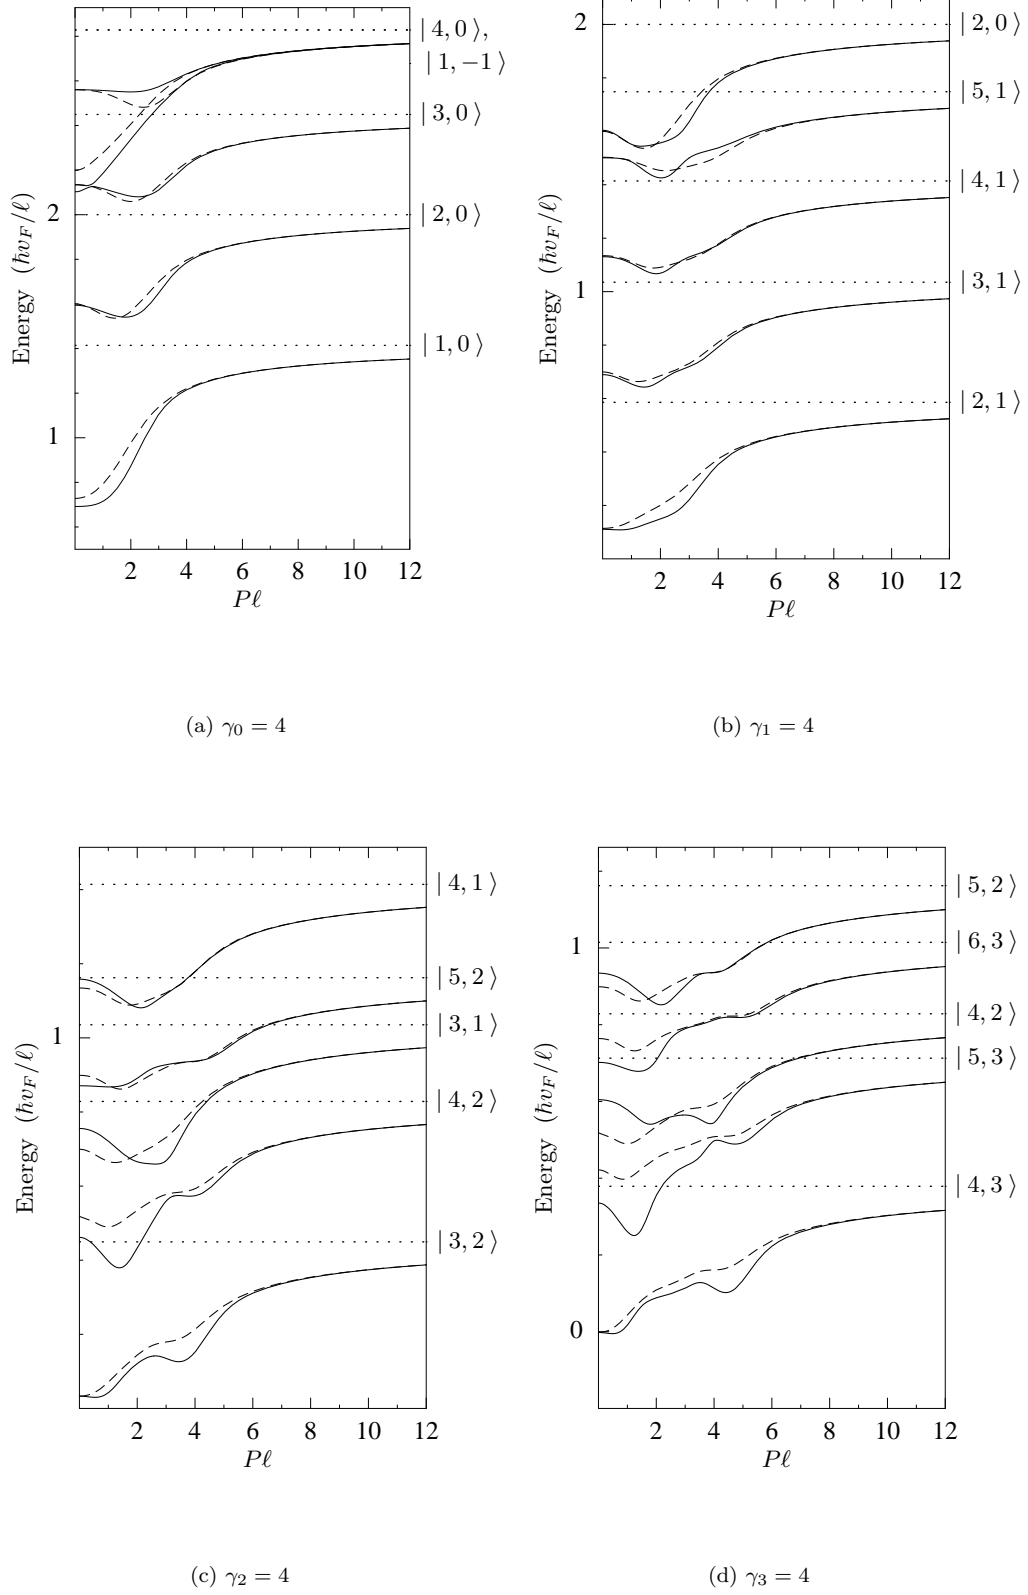 | 4, 0 ⟩,
| 1, −1 ⟩
| 3, 0 ⟩
| 2, 0 ⟩
| 1, 0 ⟩
2
1
Energy (ħv_F/ℓ)
2 4 6 8 10 12
Pℓ
(a) γ₀ = 4
| 2, 0 ⟩
| 5, 1 ⟩
| 4, 1 ⟩
| 3, 1 ⟩
| 2, 1 ⟩
2
1
Energy (ħv_F/ℓ)
2 4 6 8 10 12
Pℓ
(b) γ₁ = 4
| 4, 1 ⟩
| 5, 2 ⟩
| 3, 1 ⟩
| 4, 2 ⟩
| 3, 2 ⟩
1
Energy (ħv_F/ℓ)
2 4 6 8 10 12
Pℓ
(c) γ₂ = 4
| 5, 2 ⟩
| 6, 3 ⟩
| 4, 2 ⟩
| 5, 3 ⟩
| 4, 3 ⟩
1
0
Energy (ħv_F/ℓ)
2 4 6 8 10 12
Pℓ
(d) γ₃ = 4